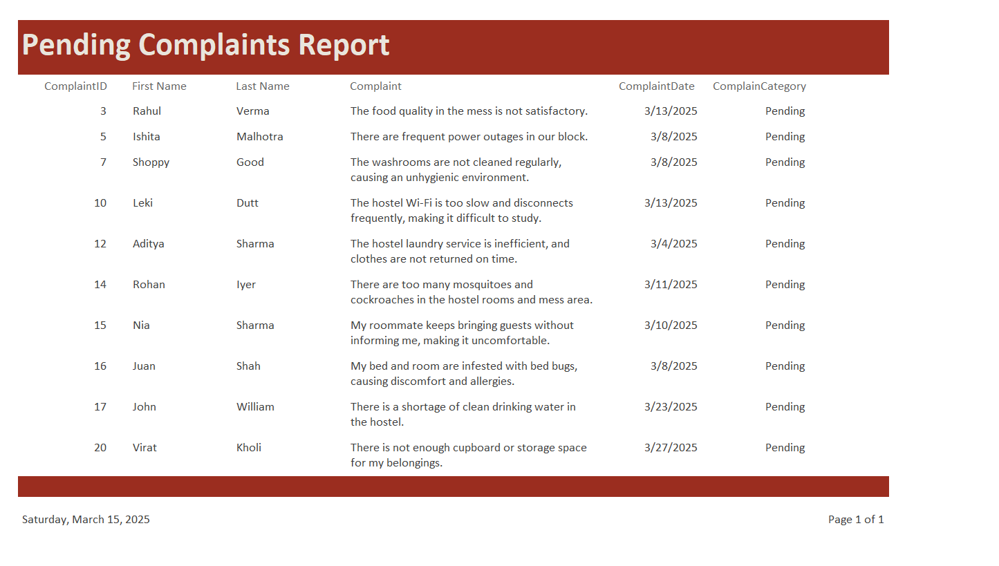 Pending Complaints Report
ComplaintID First Name Last Name Complaint ComplaintDate ComplainCategory
3 Rahul Verma The food quality in the mess is not satisfactory. 3/13/2025 Pending
5 Ishita Malhotra There are frequent power outages in our block. 3/8/2025 Pending
7 Shoppy Good The washrooms are not cleaned regularly, 3/8/2025 Pending
causing an unhygienic environment.
10 Leki Dutt The hostel Wi-Fi is too slow and disconnects 3/13/2025 Pending
frequently, making it difficult to study.
12 Aditya Sharma The hostel laundry service is inefficient, and 3/4/2025 Pending
clothes are not returned on time.
14 Rohan Iyer There are too many mosquitoes and 3/11/2025 Pending
cockroaches in the hostel rooms and mess area.
15 Nia Sharma My roommate keeps bringing guests without 3/10/2025 Pending
informing me, making it uncomfortable.
16 Juan Shah My bed and room are infested with bed bugs, 3/8/2025 Pending
causing discomfort and allergies.
17 John William There is a shortage of clean drinking water in 3/23/2025 Pending
the hostel.
20 Virat Kholi There is not enough cupboard or storage space 3/27/2025 Pending
for my belongings.
Saturday, March 15, 2025 Page 1 of 1